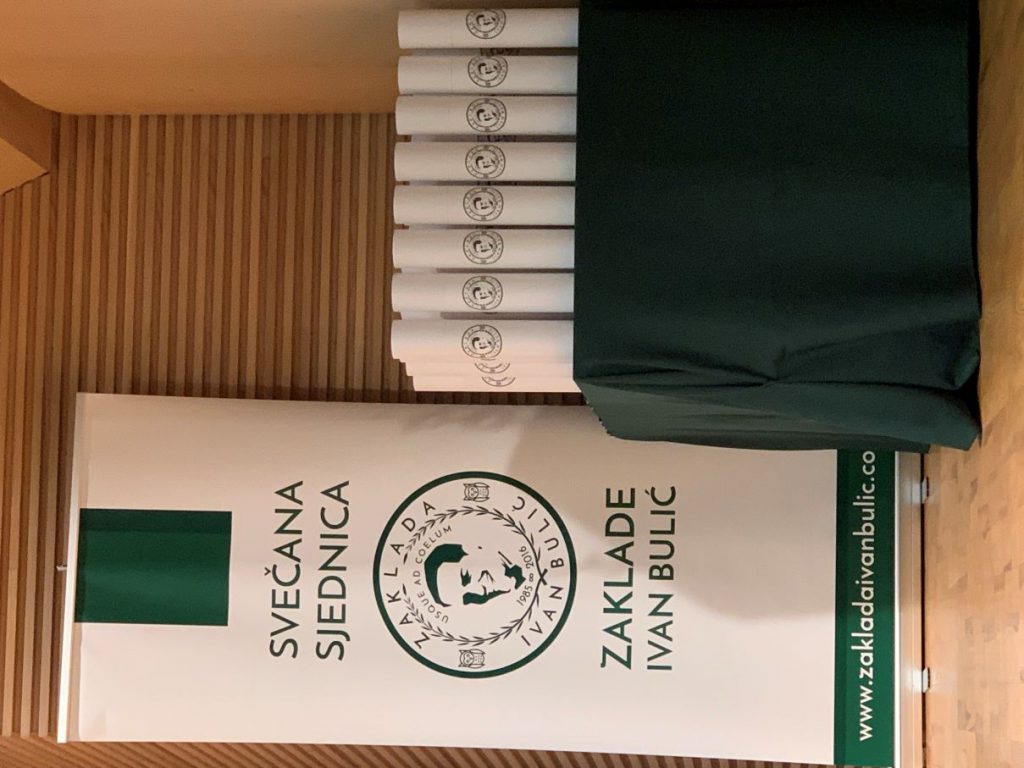 SVEČANA
SJEDNICA
ZAKLADA
USQUE AD COELUM
1985.∞ 2016.
IVAN BULIĆ
ZAKLADE
IVAN BULIĆ
www.zakladaivanbulic.co